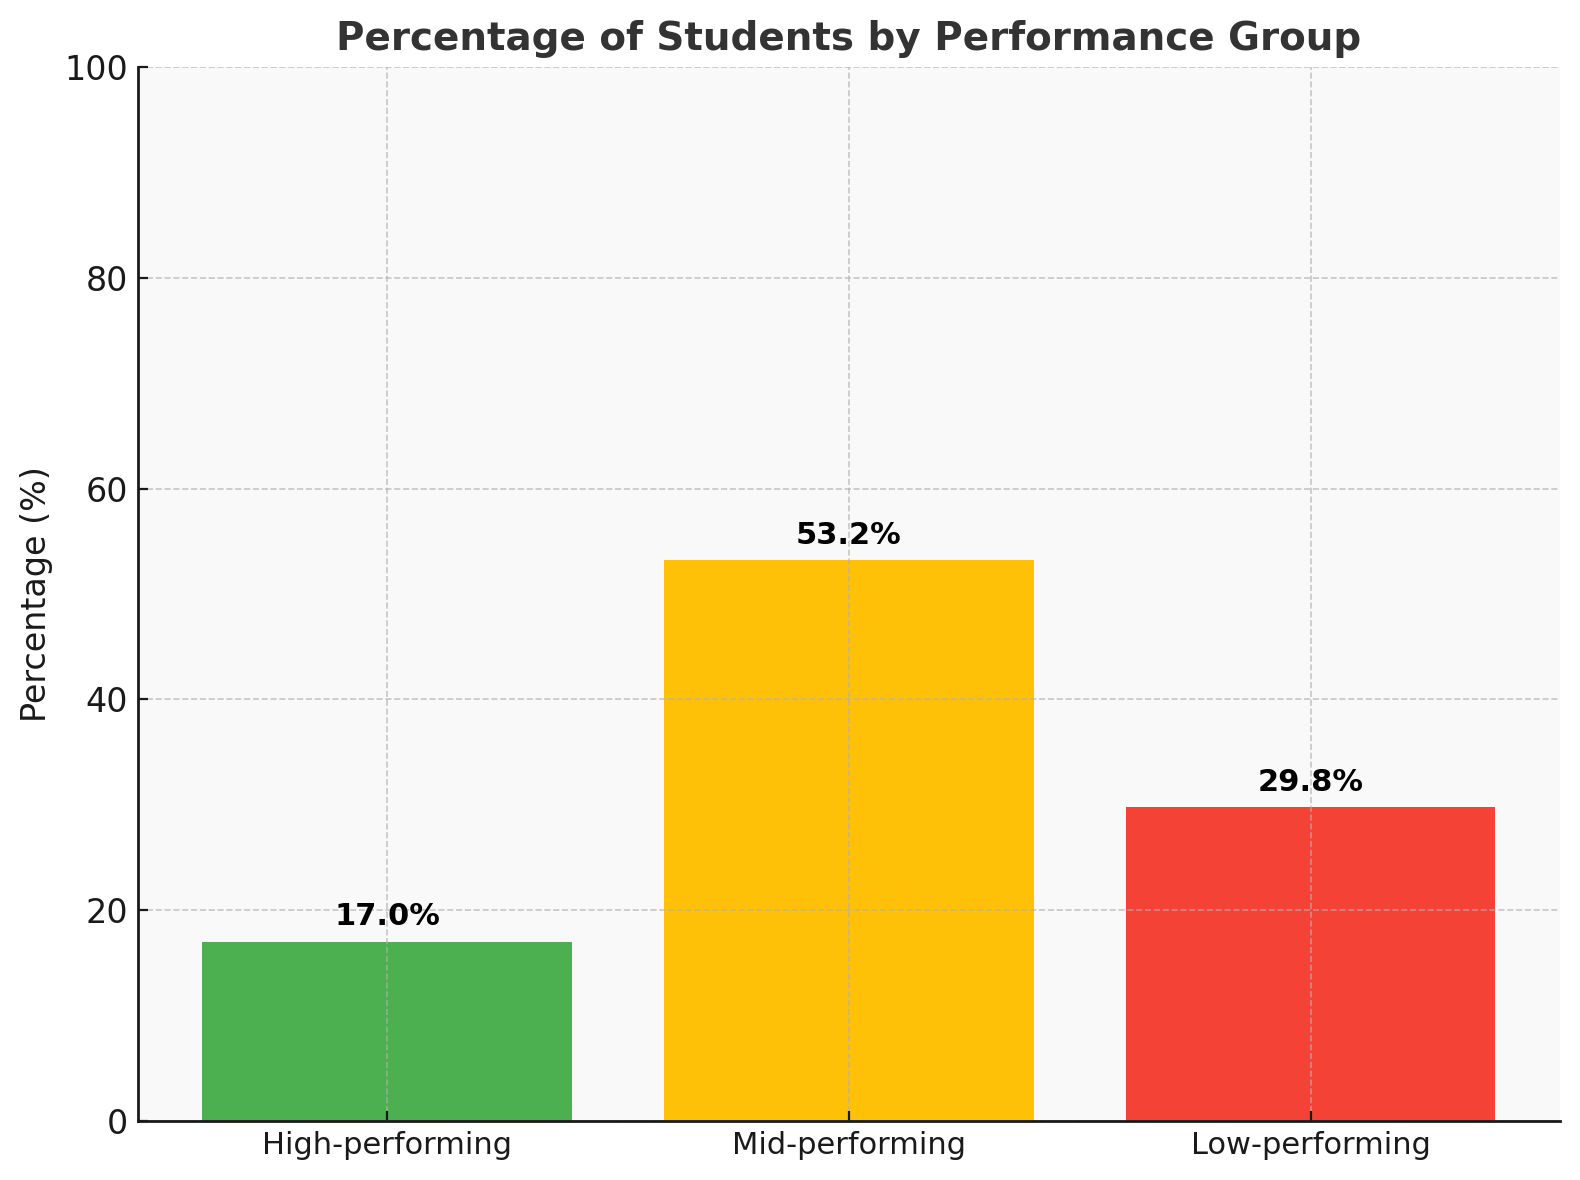 Percentage of Students by Performance Group
100
80
60
40
20
0
Percentage (%)
17.0%
53.2%
29.8%
High-performing
Mid-performing
Low-performing